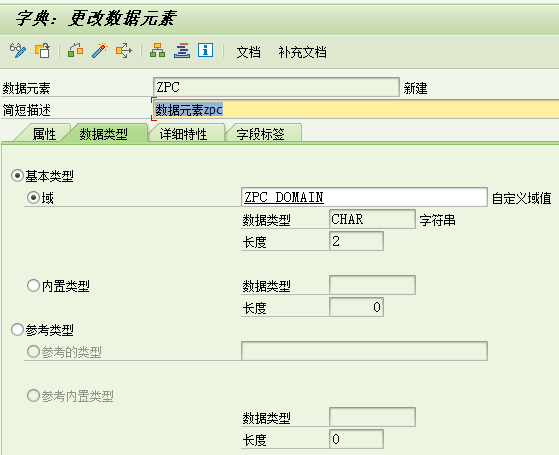 字典: 更改数据元素
文档 补充文档
数据元素 ZPC 新建
简短描述 数据元素zpc
属性 数据类型 详细特性 字段标签
基本类型
域 ZPC_DOMAIN 自定义域值
数据类型 CHAR 字符串
长度 2
内置类型 数据类型
长度 0
参考类型
参考的类型
参考内置类型
数据类型
长度 0